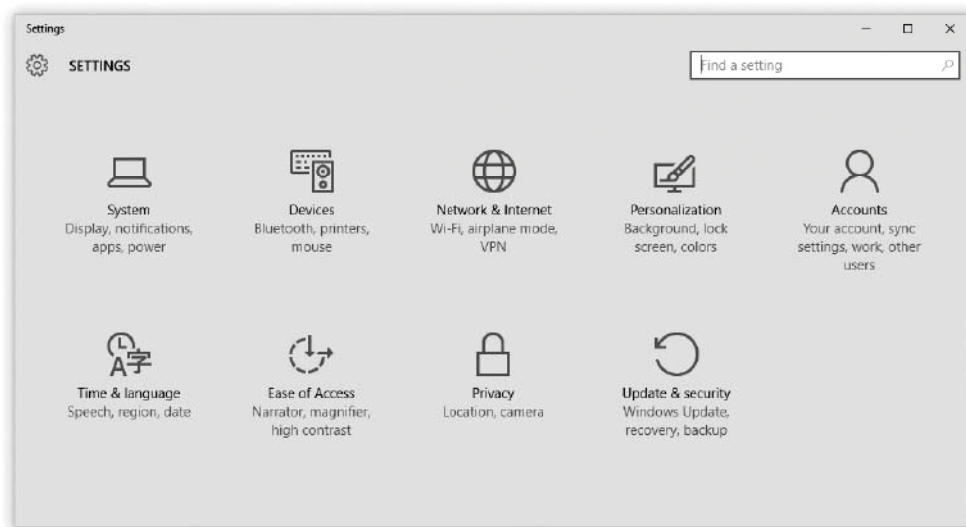 Settings
SETTINGS
Find a setting
System
Display, notifications,
apps, power
Devices
Bluetooth, printers,
mouse
Network & Internet
Wi-Fi, airplane mode,
VPN
Personalization
Background, lock
screen, colors
Accounts
Your account, sync
settings, work, other
users
A字
Time & language
Speech, region, date
Ease of Access
Narrator, magnifier,
high contrast
Privacy
Location, camera
Update & security
Windows Update,
recovery, backup